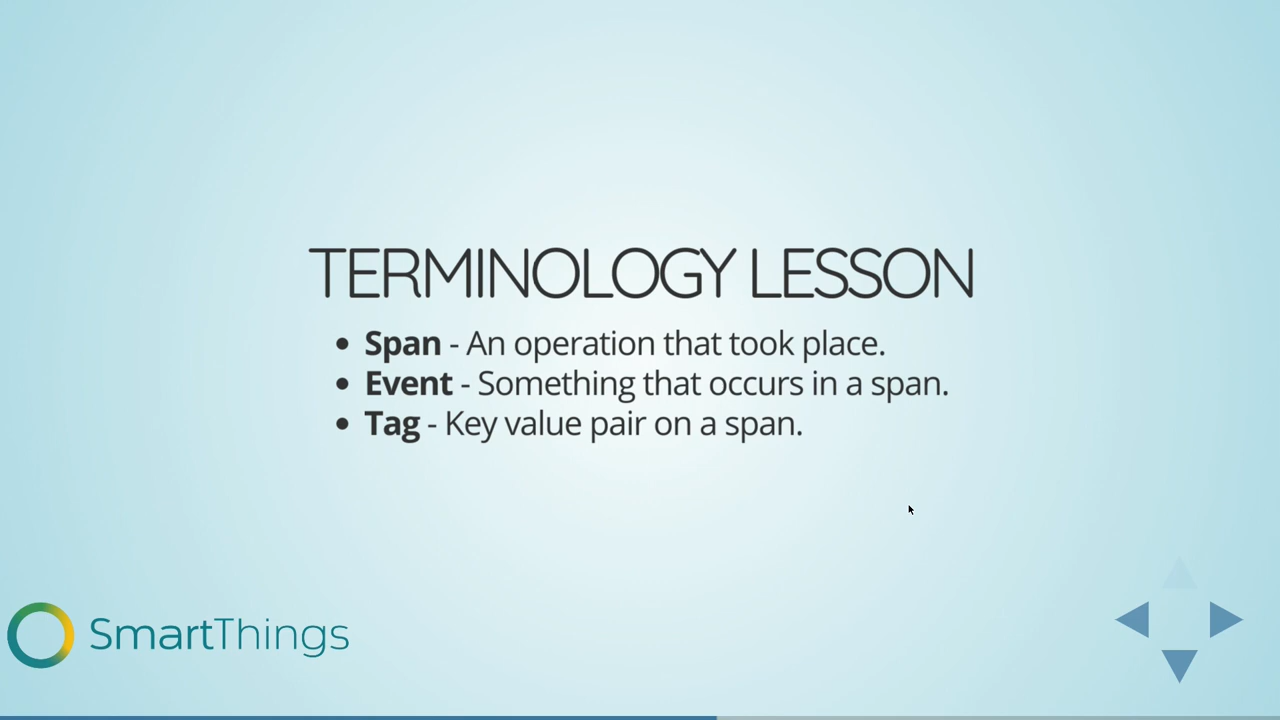 TERMINOLOGY LESSON
• Span - An operation that took place.
• Event - Something that occurs in a span.
• Tag - Key value pair on a span.
SmartThings